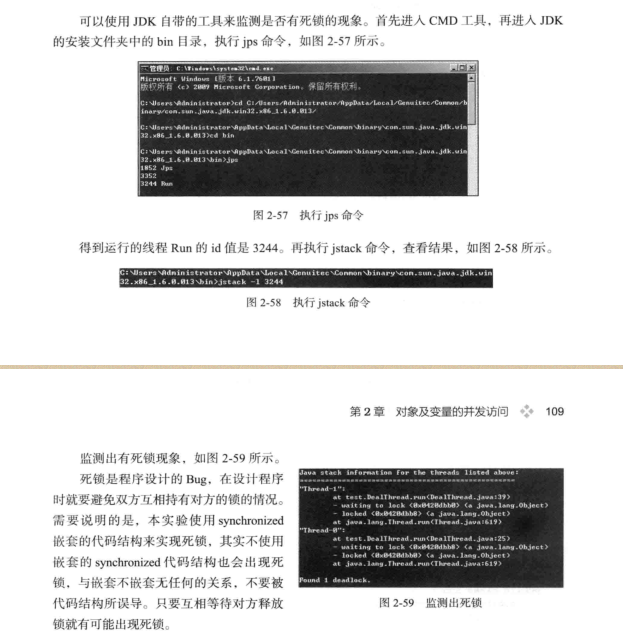 可以使用 JDK 自带的工具来监测是否有死锁的现象。首先进入 CMD 工具，再进入 JDK
的安装文件夹中的 bin 目录，执行 jps 命令，如图 2-57 所示。
管理员: C:\Windows\system32\cmd.exe
Microsoft Windows [版本 6.1.7601]
版权所有 (c) 2009 Microsoft Corporation。保留所有权利。
C:\Users\Administrator>cd C:/Users/Administrator/AppData/Local/Genuitec/Common/b
inary/com.sun.java.jdk.win32.x86_1.6.0.013/
C:\Users\Administrator\AppData\Local\Genuitec\Common\binary\com.sun.java.jdk.win
32.x86_1.6.0.013>cd bin
C:\Users\Administrator\AppData\Local\Genuitec\Common\binary\com.sun.java.jdk.win
32.x86_1.6.0.013\bin>jps
1052 Jps
3352
3244 Run
图 2-57 执行 jps 命令
得到运行的线程 Run 的 id 值是 3244。再执行 jstack 命令，查看结果，如图 2-58 所示。
C:\Users\Administrator\AppData\Local\Genuitec\Common\binary\com.sun.java.jdk.win
32.x86_1.6.0.013\bin>jstack -l 3244
图 2-58 执行 jstack 命令
第 2 章 对象及变量的并发访问 109
监测出有死锁现象，如图 2-59 所示。
死锁是程序设计的 Bug，在设计程序
时就要避免双方互相持有对方的锁的情况。
需要说明的是，本实验使用 synchronized
嵌套的代码结构来实现死锁，其实不使用
嵌套的 synchronized 代码结构也会出现死
锁，与嵌套不嵌套无任何的关系，不要被
代码结构所误导。只要互相等待对方释放
锁就有可能出现死锁。
Java stack information for the threads listed above:
===================================================
"Thread-1":
at test.DealThread.run(DealThread.java:39)
- waiting to lock <0x0420dbb0> (a java.lang.Object)
- locked <0x0420dbb8> (a java.lang.Object)
at java.lang.Thread.run(Thread.java:619)
"Thread-0":
at test.DealThread.run(DealThread.java:25)
- waiting to lock <0x0420dbb8> (a java.lang.Object)
- locked <0x0420dbb0> (a java.lang.Object)
at java.lang.Thread.run(Thread.java:619)
Found 1 deadlock.
图 2-59 监测出死锁